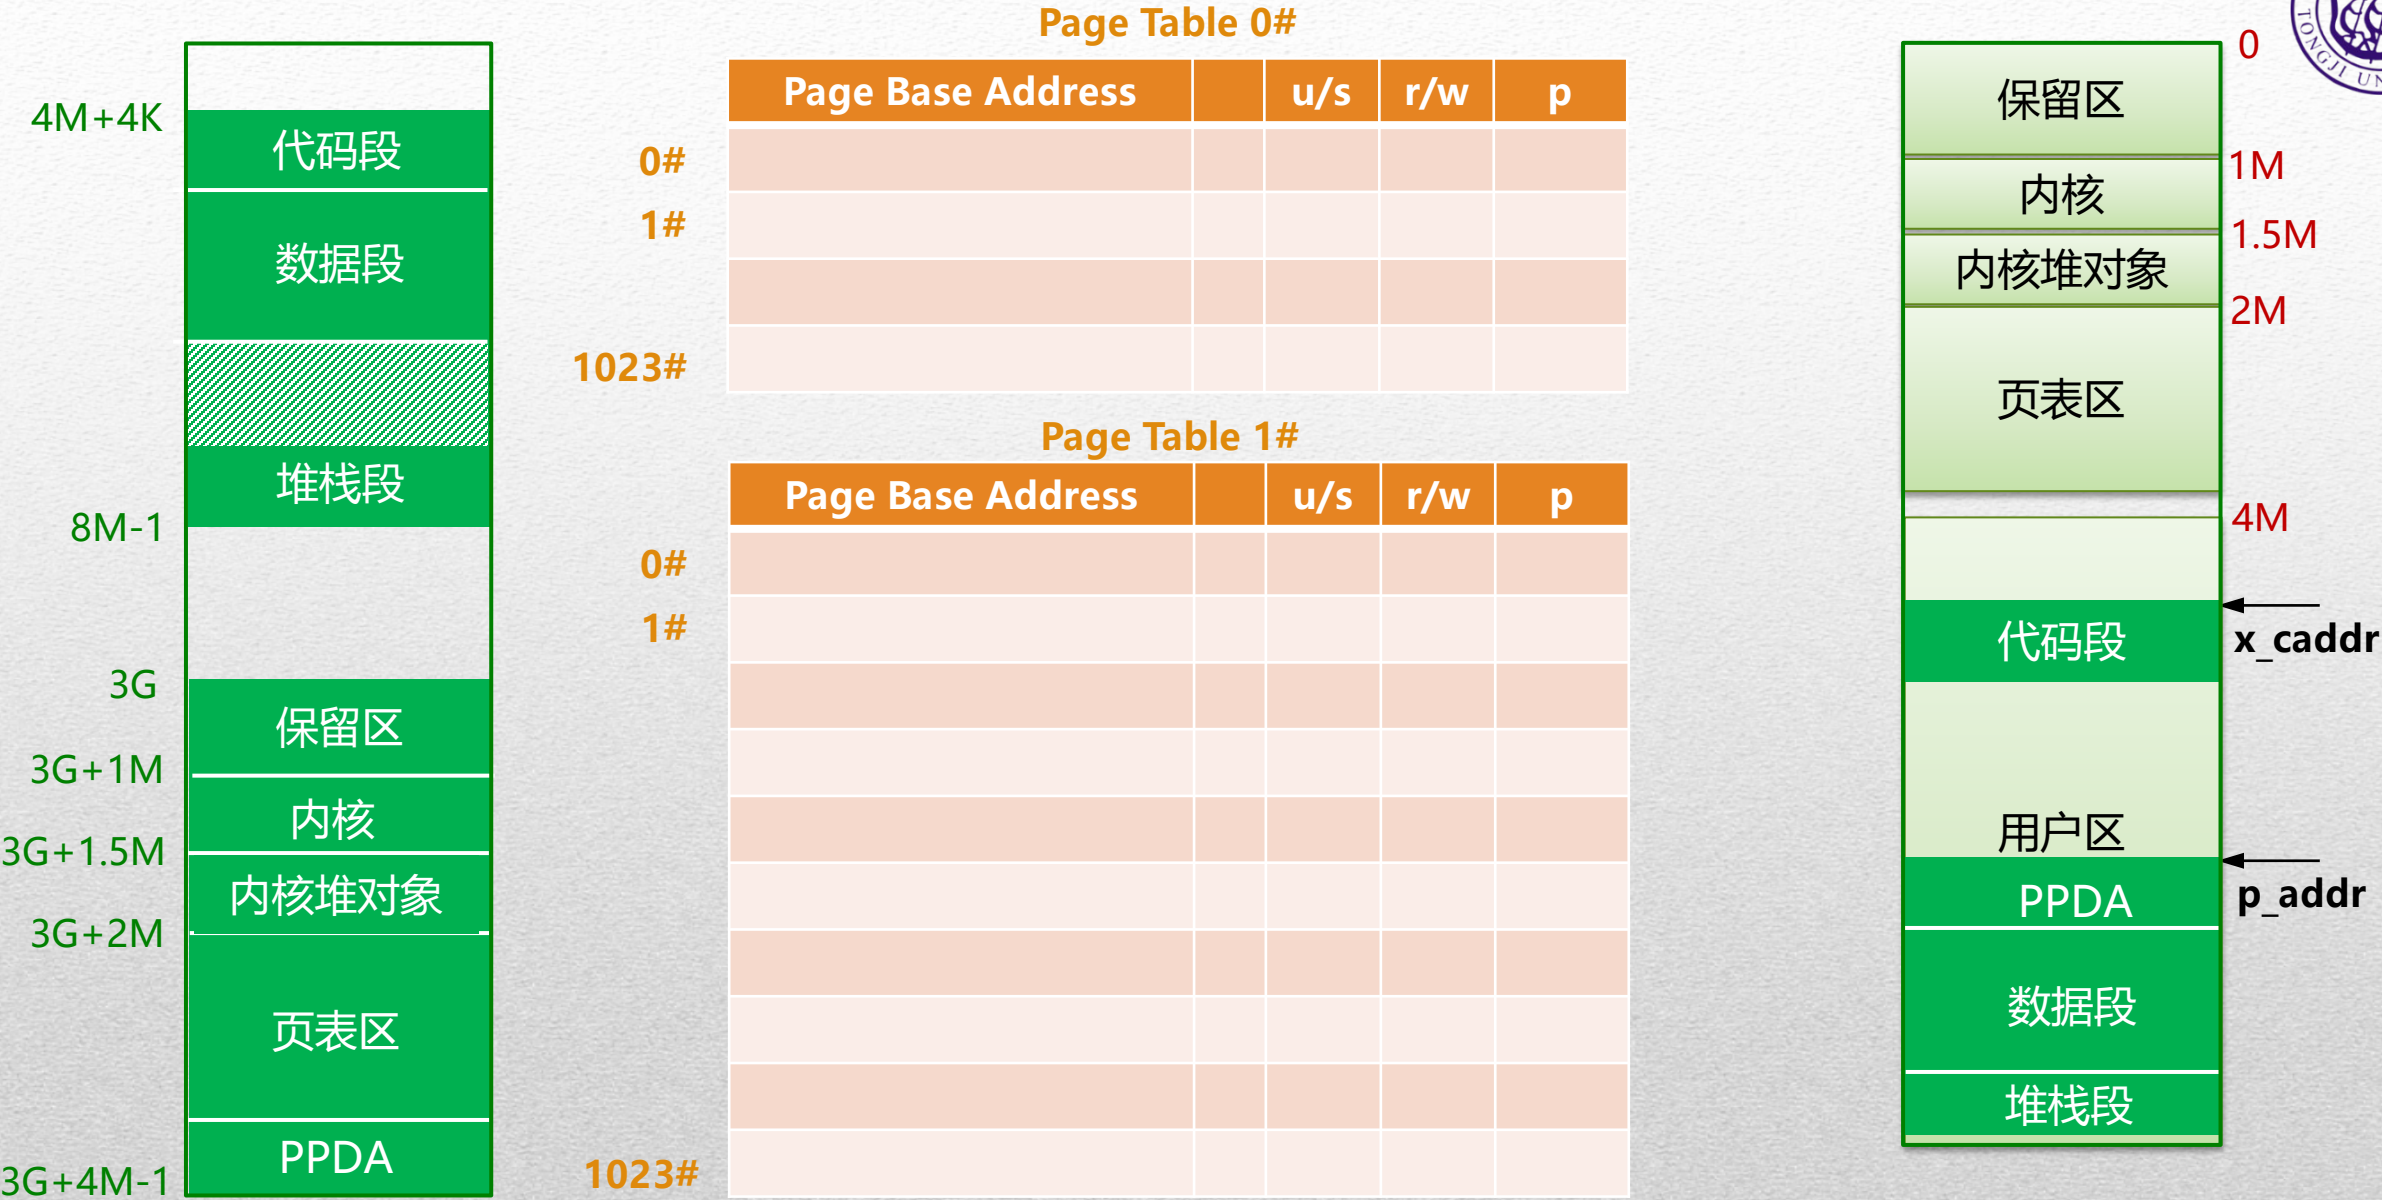 4M+4K
代码段
数据段
堆栈段
8M-1
3G
保留区
3G+1M
内核
3G+1.5M
内核堆对象
3G+2M
页表区
PPDA
3G+4M-1
Page Table 0#
Page Base Address u/s r/w p
0#
1#
1023#
Page Table 1#
Page Base Address u/s r/w p
0#
1#
1023#
0
保留区
1M
内核
1.5M
内核堆对象
2M
页表区
4M
代码段
x_caddr
用户区
PPDA
p_addr
数据段
堆栈段
TONGJI UN